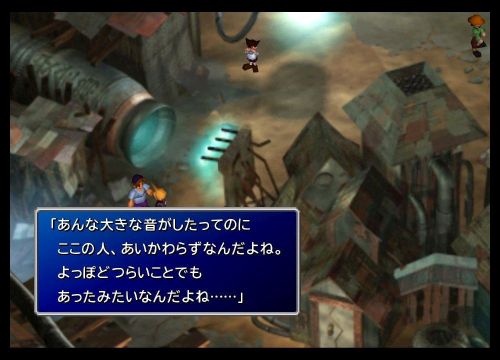 「あんな大きな音がしたってのに
ここの人、あいかわらずなんだよね。
よっぽどつらいことでも
あったみたいなんだよね……」